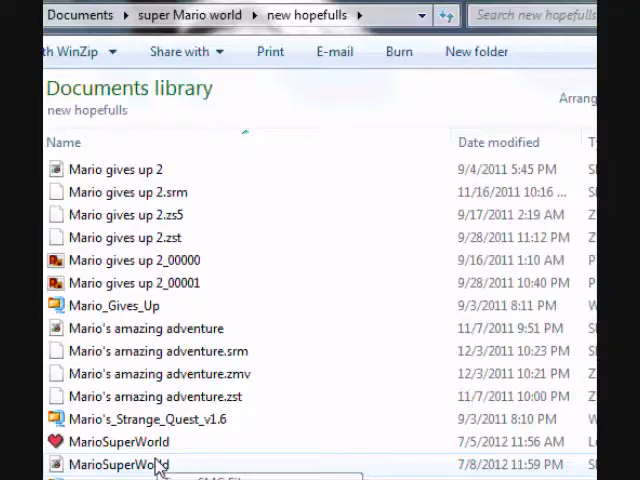 Documents ▸ super Mario world ▸ new hopefulls ▸ Search new hopefulls
th WinZip Share with Print E-mail Burn New folder
Documents library
new hopefulls
Arrang
Name Date modified
Mario gives up 2 9/4/2011 5:45 PM
Mario gives up 2.srm 11/16/2011 10:16 ...
Mario gives up 2.zs5 9/17/2011 2:19 AM
Mario gives up 2.zst 9/28/2011 11:12 PM
Mario gives up 2_00000 9/16/2011 1:10 AM
Mario gives up 2_00001 9/28/2011 10:40 PM
Mario_Gives_Up 9/3/2011 8:11 PM
Mario's amazing adventure 11/7/2011 9:51 PM
Mario's amazing adventure.srm 12/3/2011 10:23 PM
Mario's amazing adventure.zmv 12/3/2011 10:21 PM
Mario's amazing adventure.zst 11/7/2011 10:00 PM
Mario's_Strange_Quest_v1.6 9/3/2011 8:10 PM
MarioSuperWorld 7/5/2012 11:56 AM
MarioSuperWorld 7/8/2012 11:59 PM